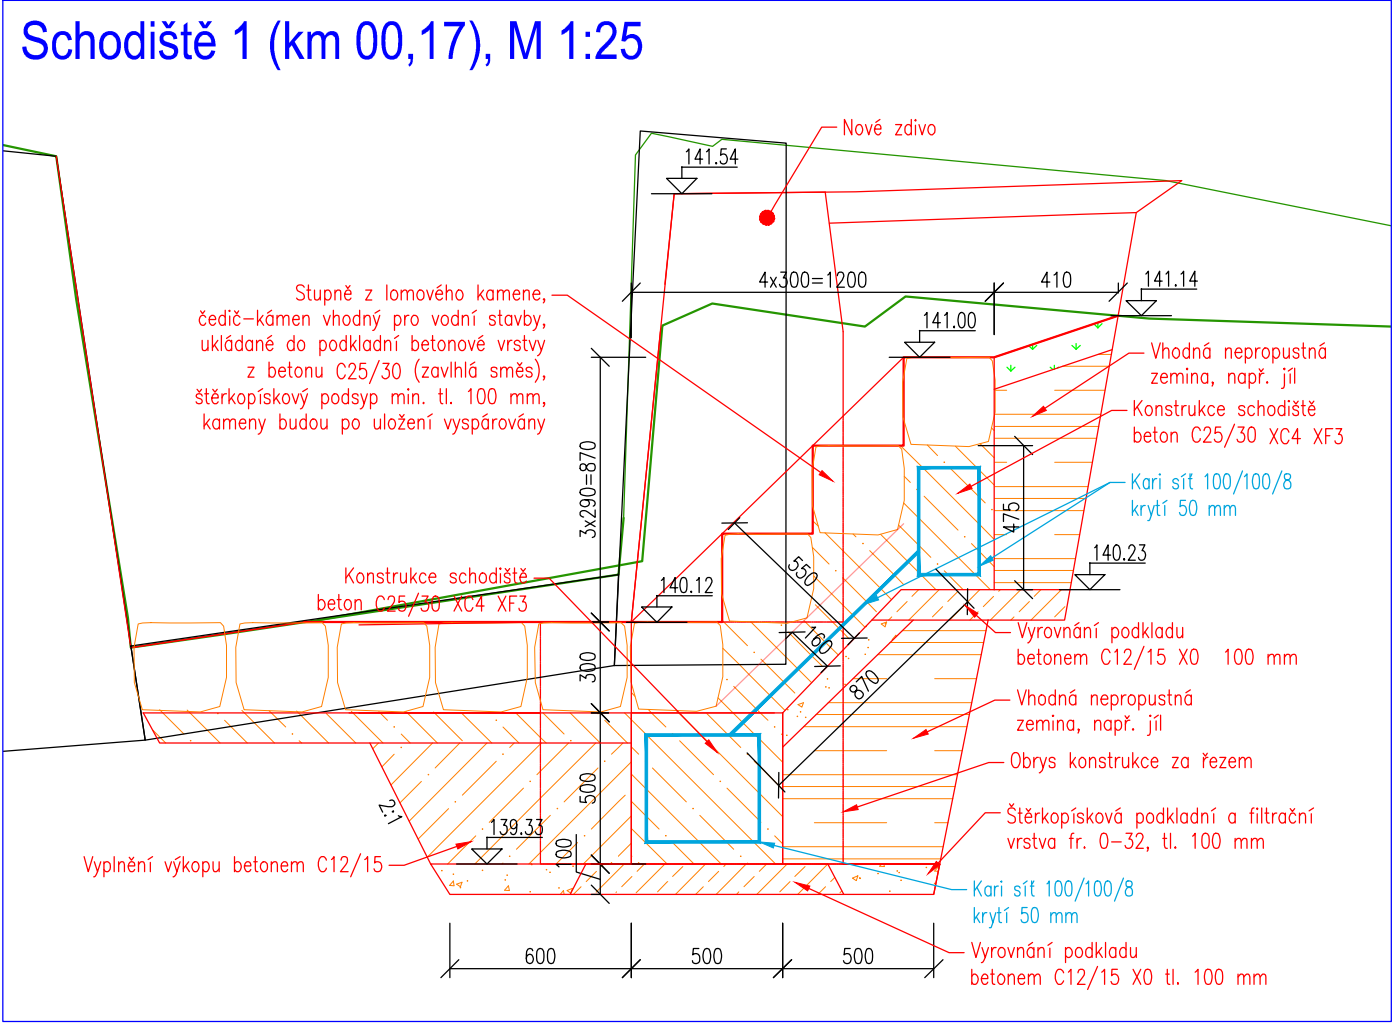 Schodiště 1 (km 00,17), M 1:25
Nové zdivo
141.54
4x300=1200
410
141.14
Stupně z lomového kamene,
čedič-kámen vhodný pro vodní stavby,
ukládané do podkladní betonové vrstvy
z betonu C25/30 (zavlhlá směs),
štěrkopískový podsyp min. tl. 100 mm,
kameny budou po uložení vyspárovány
141.00
Vhodná nepropustná
zemina, např. jíl
Konstrukce schodiště
beton C25/30 XC4 XF3
3x290=870
475
Kari síť 100/100/8
krytí 50 mm
140.23
550
Konstrukce schodiště
beton C25/30 XC4 XF3
140.12
160
300
870
Vyrovnání podkladu
betonem C12/15 X0 100 mm
Vhodná nepropustná
zemina, např. jíl
Obrys konstrukce za řezem
2:1
500
139.33
100
Štěrkopísková podkladní a filtrační
vrstva fr. 0-32, tl. 100 mm
Vyplnění výkopu betonem C12/15
Kari síť 100/100/8
krytí 50 mm
600
500
500
Vyrovnání podkladu
betonem C12/15 X0 tl. 100 mm